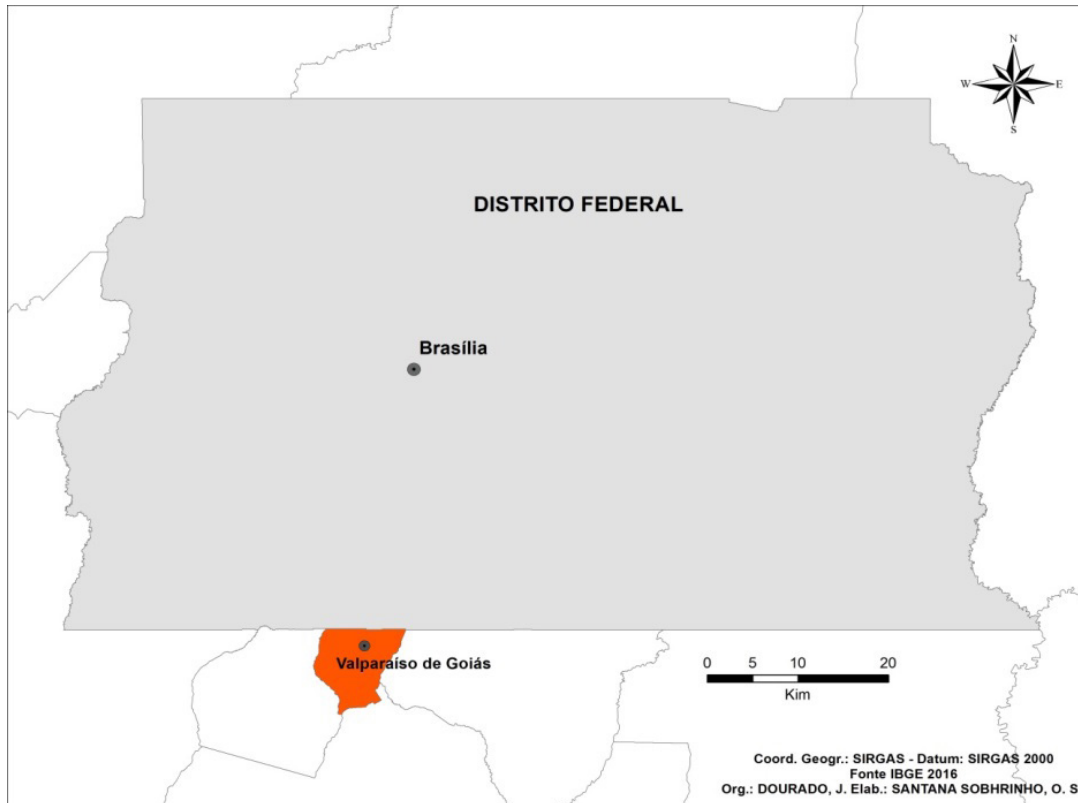 N
W E
S
DISTRITO FEDERAL
Brasília
Valparaíso de Goiás
0 5 10 20
Kim
Coord. Geogr.: SIRGAS - Datum: SIRGAS 2000
Fonte IBGE 2016
Org.: DOURADO, J. Elab.: SANTANA SOBHRINHO, O. S